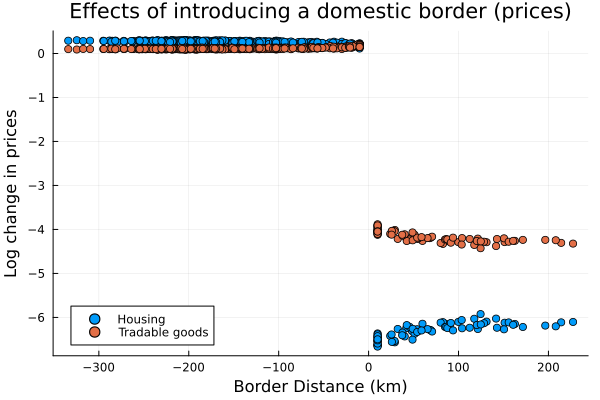 Effects of introducing a domestic border (prices)
Log change in prices
0
−1
−2
−3
−4
−5
−6
Housing
Tradable goods
−300
−200
−100
0
100
200
Border Distance (km)